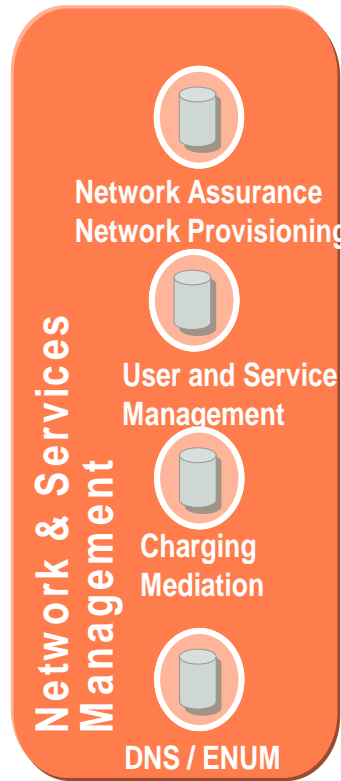 Network Assurance
Network Provisioning
User and Service
Management
Charging
Mediation
DNS / ENUM
Network & Services
Management